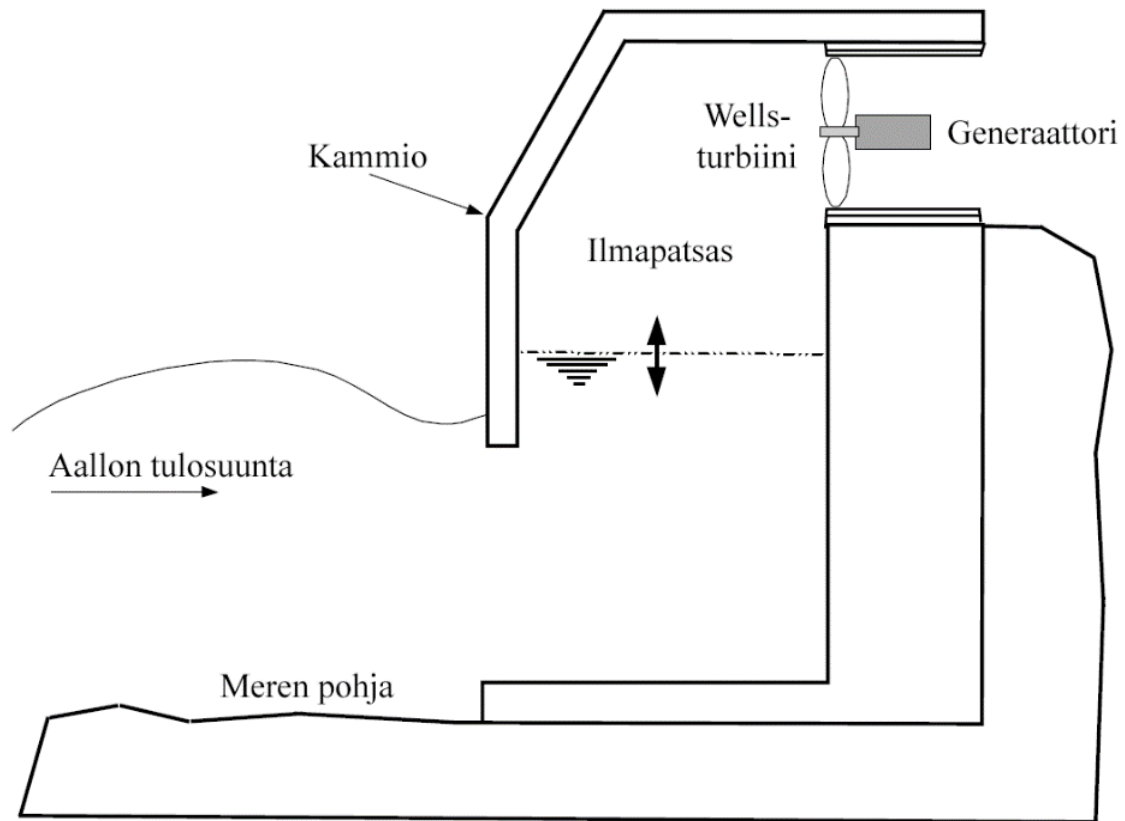 Wells-
turbiini
Generaattori
Kammio
Ilmapatsas
Aallon tulosuunta
Meren pohja